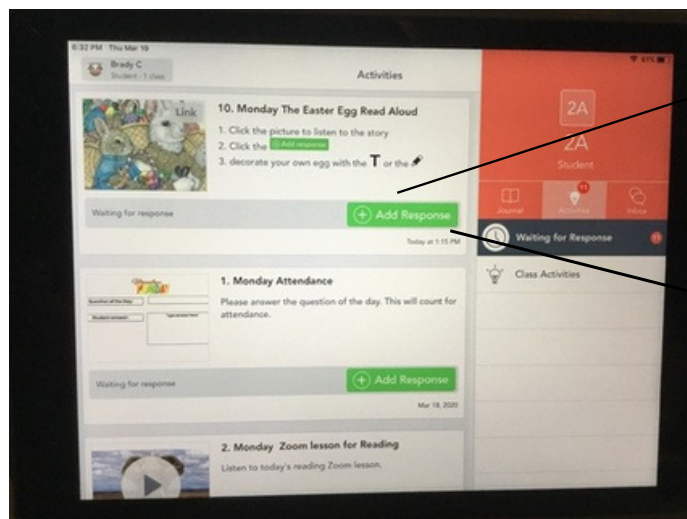 6:32 PM Thu Mar 19
61%
Brady C
Student - 1 class
Activities
Link
10. Monday The Easter Egg Read Aloud
1. Click the picture to listen to the story
2. Click the + Add response
3. decorate your own egg with the T or the
Waiting for response
+ Add Response
Today at 1:15 PM
1. Monday Attendance
Please answer the question of the day. This will count for
attendance.
MONDAY
Question of the Day:
Student answer:
Waiting for response
+ Add Response
Mar 18, 2020
2. Monday Zoom lesson for Reading
Listen to today's reading Zoom lesson.
2A
2A
Student
11
Journal
Activities
Inbox
Waiting for Response
11
Class Activities